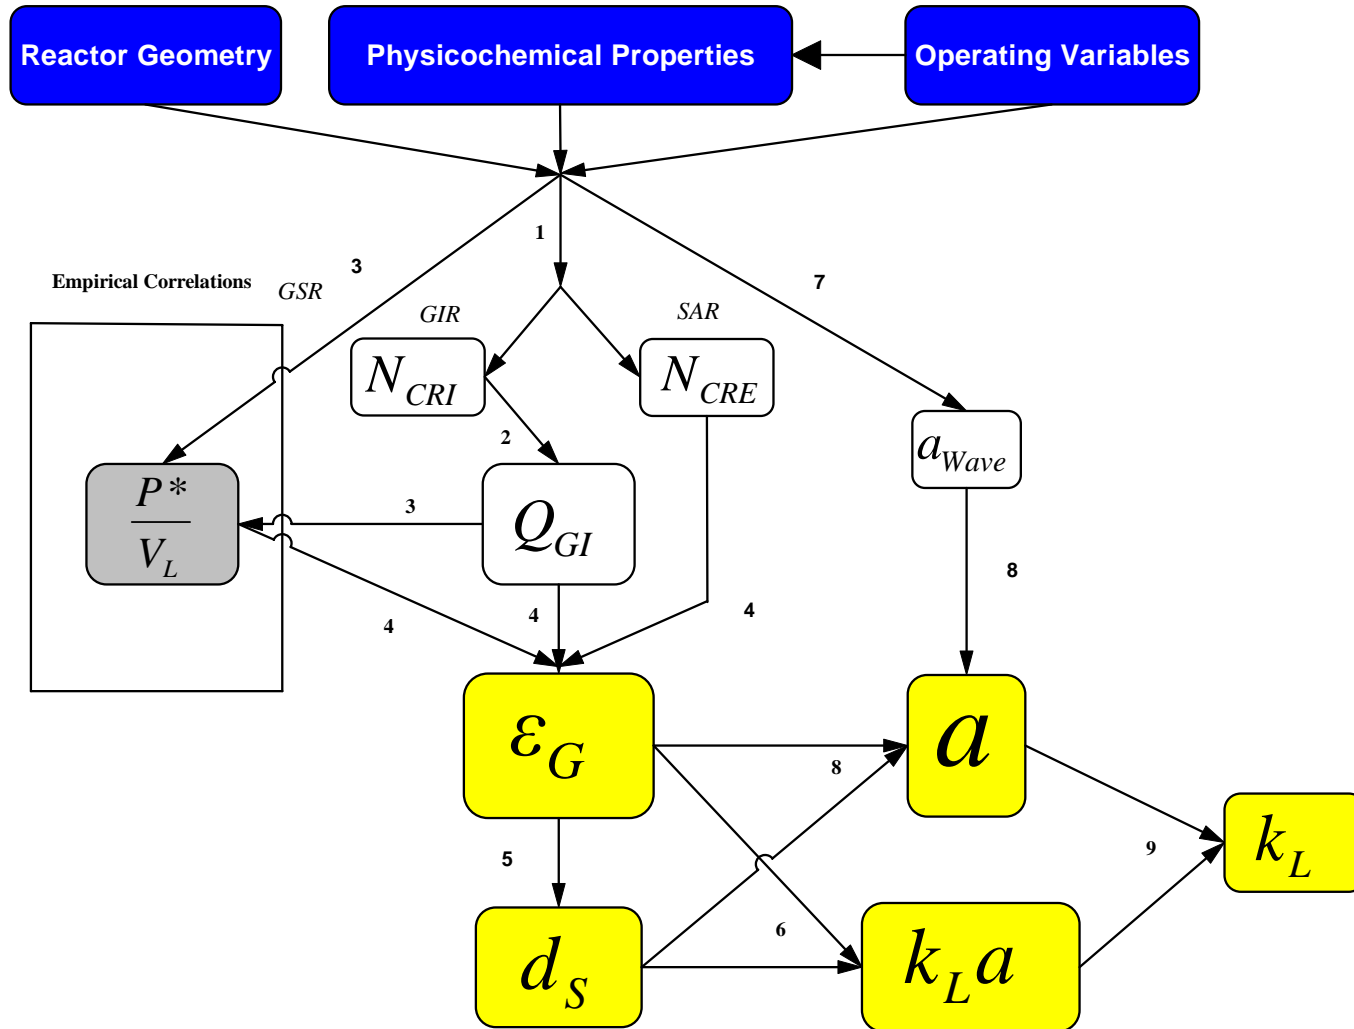 Reactor Geometry
Physicochemical Properties
Operating Variables
1
3
7
Empirical Correlations
GSR
GIR
SAR
N_CRI
N_CRE
2
a_Wave
P*
V_L
3
Q_GI
4
4
4
8
ε_G
a
8
5
9
k_L
6
d_S
k_L a